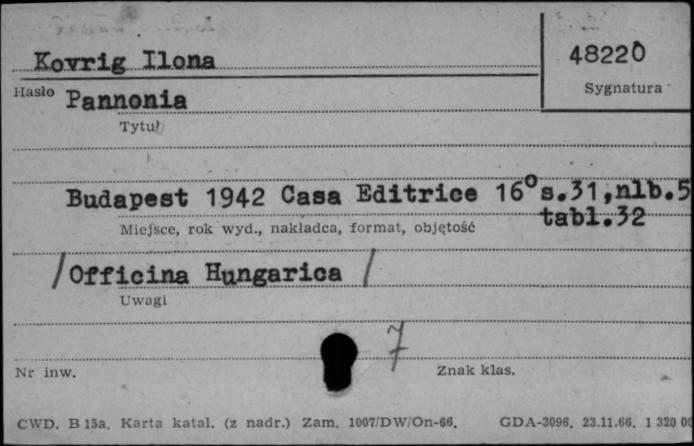 Kovrig Ilona
48220
Sygnatura
Hasło
Pannonia
Tytuł
Budapest 1942 Casa Editrice 16° s.31,nlb.5
tabl.32
Miejsce, rok wyd., nakładca, format, objętość
/Officina Hungarica /
Uwagi
7
Nr inw.
Znak klas.
CWD. B 15a. Karta katal. (z nadr.) Zam. 1007/DW/On-66. GDA-3096. 23.11.66. 1 320